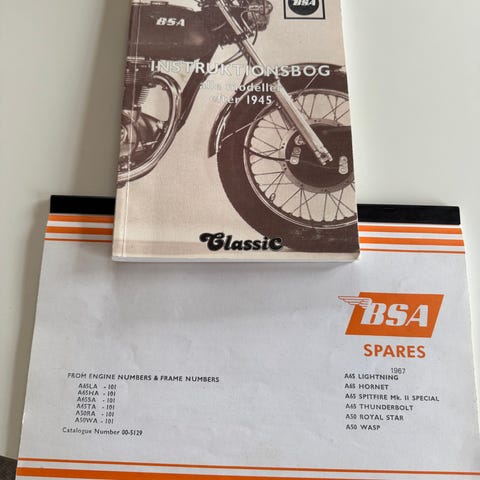 BSA
BSA
INSTRUKTIONSBOG
alle modeller
efter 1945
Classic
BSA
SPARES
1967
FROM ENGINE NUMBERS & FRAME NUMBERS
A65LA - 101
A65HA - 101
A65SA - 101
A65TA - 101
A50RA - 101
A50WA - 101
Catalogue Number 00-5129
A65 LIGHTNING
A65 HORNET
A65 SPITFIRE Mk. II SPECIAL
A65 THUNDERBOLT
A50 ROYAL STAR
A50 WASP